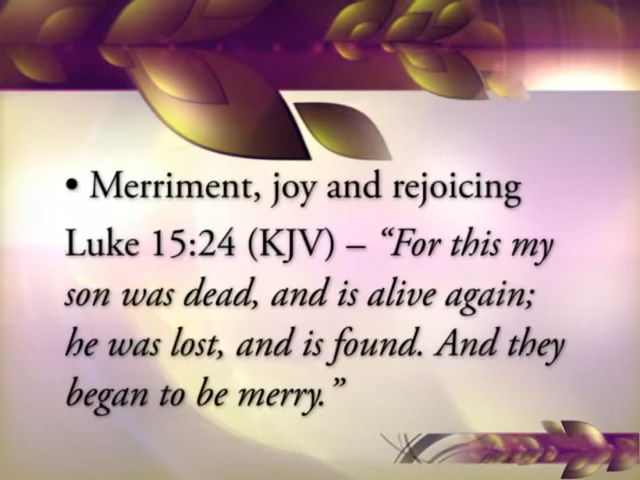 • Merriment, joy and rejoicing
Luke 15:24 (KJV) – “For this my
son was dead, and is alive again;
he was lost, and is found. And they
began to be merry.”